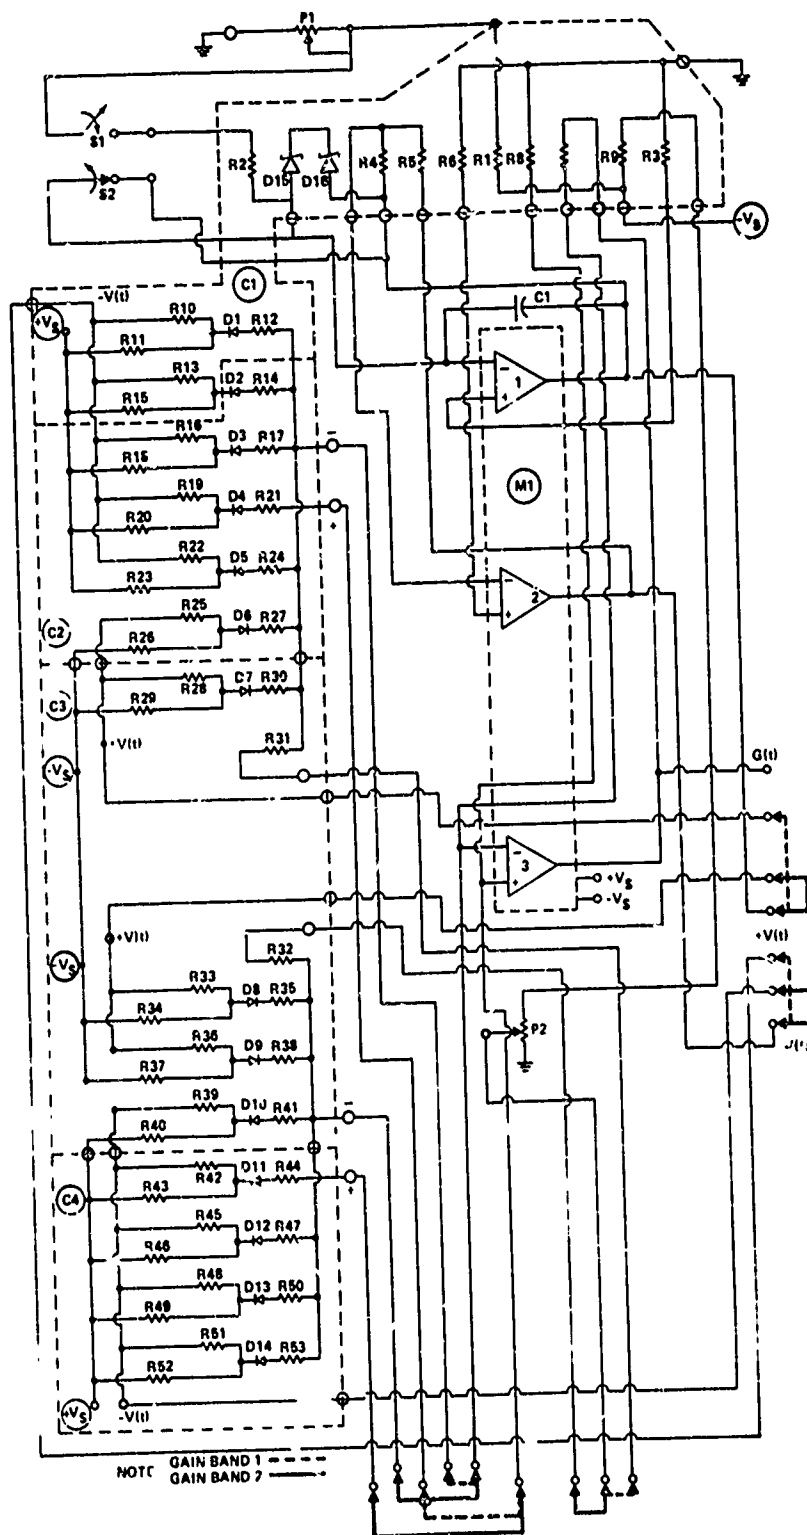 P1
S1
S2
R2
D15
D16
R4
R5
R6
R1
R8
R9
R3
-VS
C1
C1
-V(t)
+VS
R10
R11
D1
R12
R13
R15
D2
R14
R16
R18
D3
R17
-
R19
R20
D4
R21
+
R22
R23
D5
R24
R25
R26
D6
R27
C2
R28
R29
D7
R30
C3
R31
+V(t)
-VS
-
1
+
M1
-
2
+
-
3
+
G(t)
+VS
-VS
+V(t)
+V(t)
-VS
R32
R33
R34
D8
R35
R36
R37
D9
R38
P2
R39
R40
D10
R41
-
R42
R43
D11
R44
+
C4
R45
R46
D12
R47
R48
R49
D13
R50
R51
R52
D14
R53
+VS
-V(t)
GAIN BAND 1
GAIN BAND 2